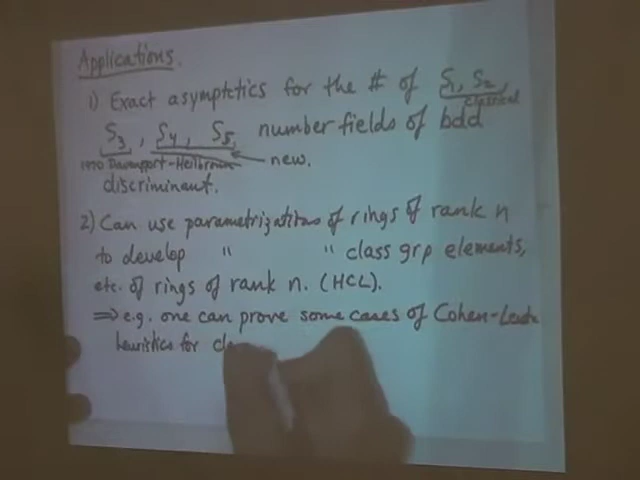 Applications.
1) Exact asymptotics for the # of S1, S2,
classical
S3, S4, S5 number fields of bdd
1970 Davenport-Heilbronn new.
discriminant.
2) Can use parametrizations of rings of rank n
to develop " " class grp elements,
etc. of rings of rank n. (HCL).
⇒ e.g. one can prove some cases of Cohen-Lenstra
heuristics for